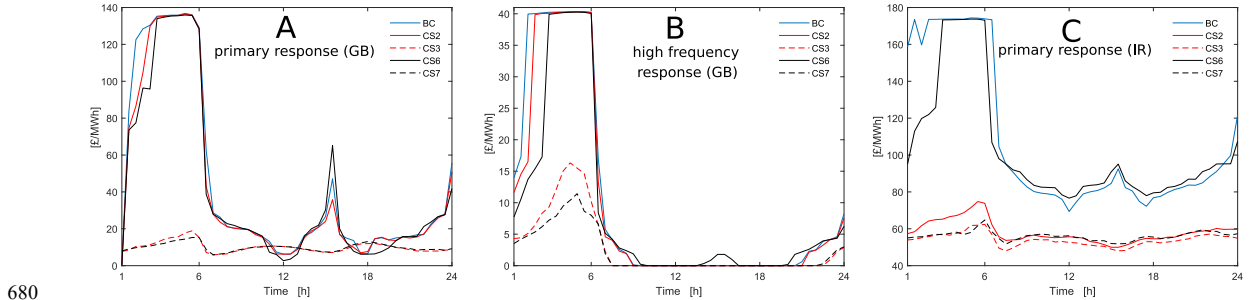 A
primary response (GB)
BC
CS2
CS3
CS6
CS7
[£/MWh]
140
120
100
80
60
40
20
0
1
6
12
18
24
Time [h]
B
high frequency
response (GB)
BC
CS2
CS3
CS6
CS7
[£/MWh]
40
35
30
25
20
15
10
5
0
1
6
12
18
24
Time [h]
C
primary response (IR)
BC
CS2
CS3
CS6
CS7
[£/MWh]
180
160
140
120
100
80
60
40
1
6
12
18
24
Time [h]
680